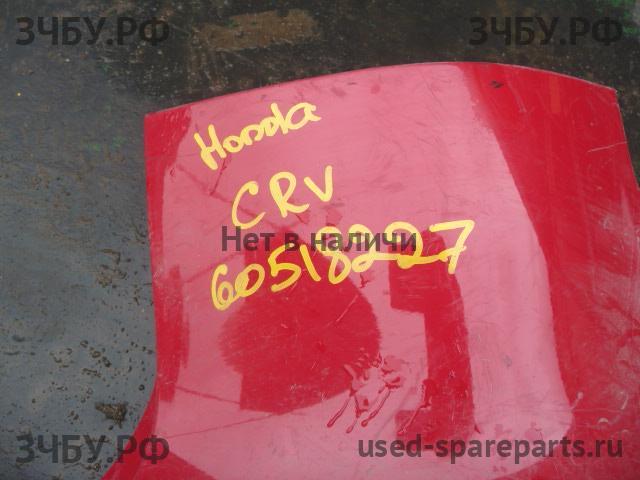 ЗЧБУ.РФ
ЗЧБУ.РФ
Honda
CRV
Нет в наличи
60518227
ЗЧБУ.РФ
used-spareparts.ru